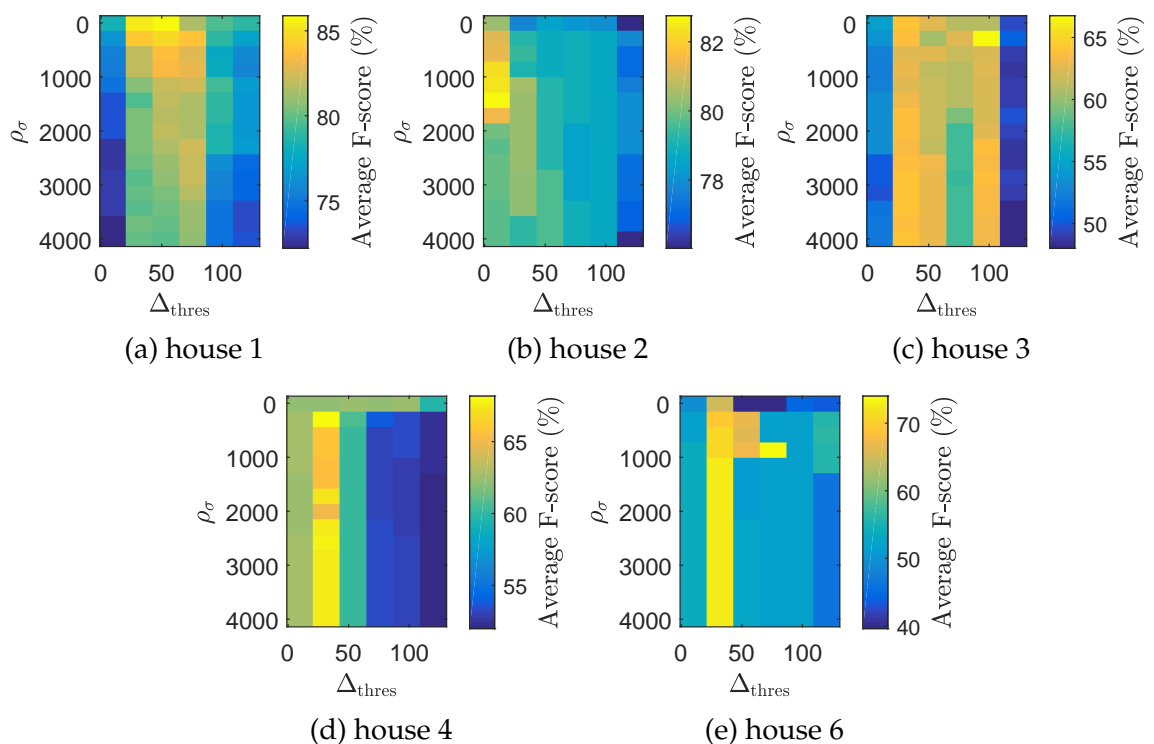 0
1000
2000
3000
4000
ρσ
0 50 100
Δthres
85
80
75
Average F-score (%)
(a) house 1
0
1000
2000
3000
4000
ρσ
0 50 100
Δthres
82
80
78
Average F-score (%)
(b) house 2
0
1000
2000
3000
4000
ρσ
0 50 100
Δthres
65
60
55
50
Average F-score (%)
(c) house 3
0
1000
2000
3000
4000
ρσ
0 50 100
Δthres
65
60
55
Average F-score (%)
(d) house 4
0
1000
2000
3000
4000
ρσ
0 50 100
Δthres
70
60
50
40
Average F-score (%)
(e) house 6